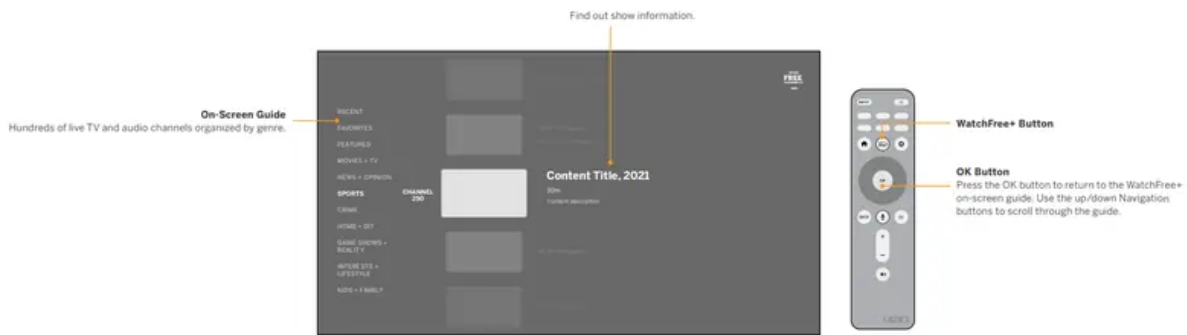 Find out show information.
On-Screen Guide
Hundreds of live TV and audio channels organized by genre.
RECENT
FAVORITES
FEATURED
MOVIES + TV
NEWS + OPINION
SPORTS
CRIME
HOME + DIY
GAME SHOWS +
REALITY
INTERESTS +
LIFESTYLE
KIDS + FAMILY
CHANNEL
250
FREE
Content Title, 2021
30m
Content description
WatchFree+ Button
OK Button
Press the OK button to return to the WatchFree+
on-screen guide. Use the up/down Navigation
buttons to scroll through the guide.
VIZIO